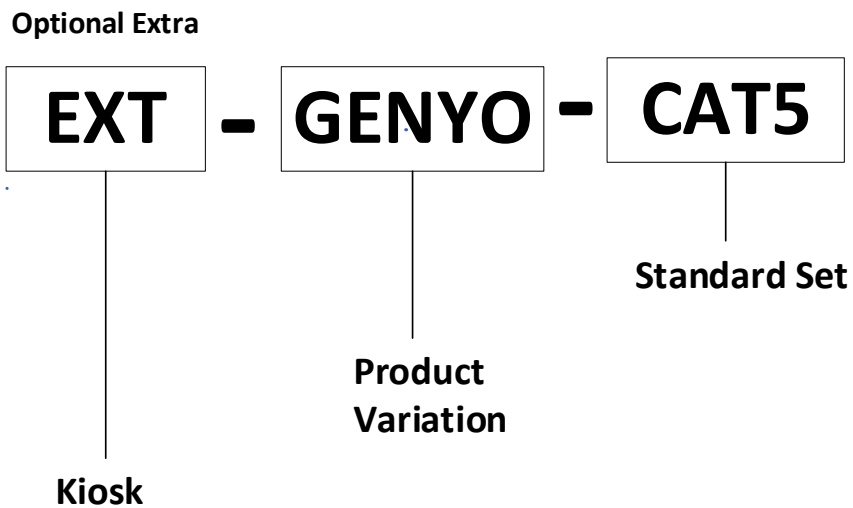 Optional Extra
EXT - GENYO - CAT5
Standard Set
Product
Variation
Kiosk